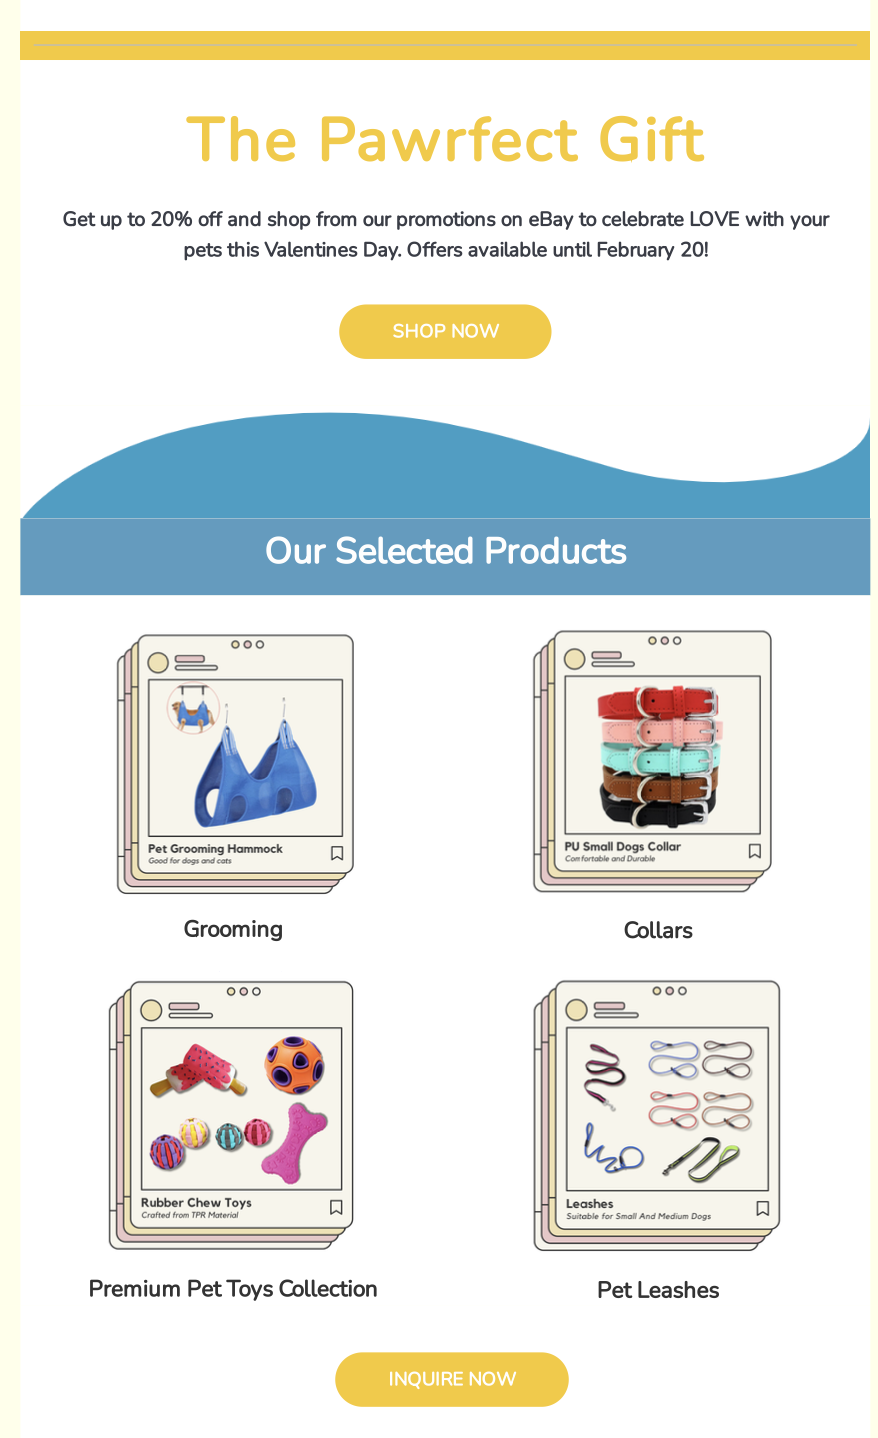 The Pawrfect Gift
Get up to 20% off and shop from our promotions on eBay to celebrate LOVE with your
pets this Valentines Day. Offers available until February 20!
SHOP NOW
Our Selected Products
Pet Grooming Hammock
Good for dogs and cats
Grooming
PU Small Dogs Collar
Comfortable and Durable
Collars
Rubber Chew Toys
Crafted from TPR Material
Premium Pet Toys Collection
Leashes
Suitable for Small And Medium Dogs
Pet Leashes
INQUIRE NOW